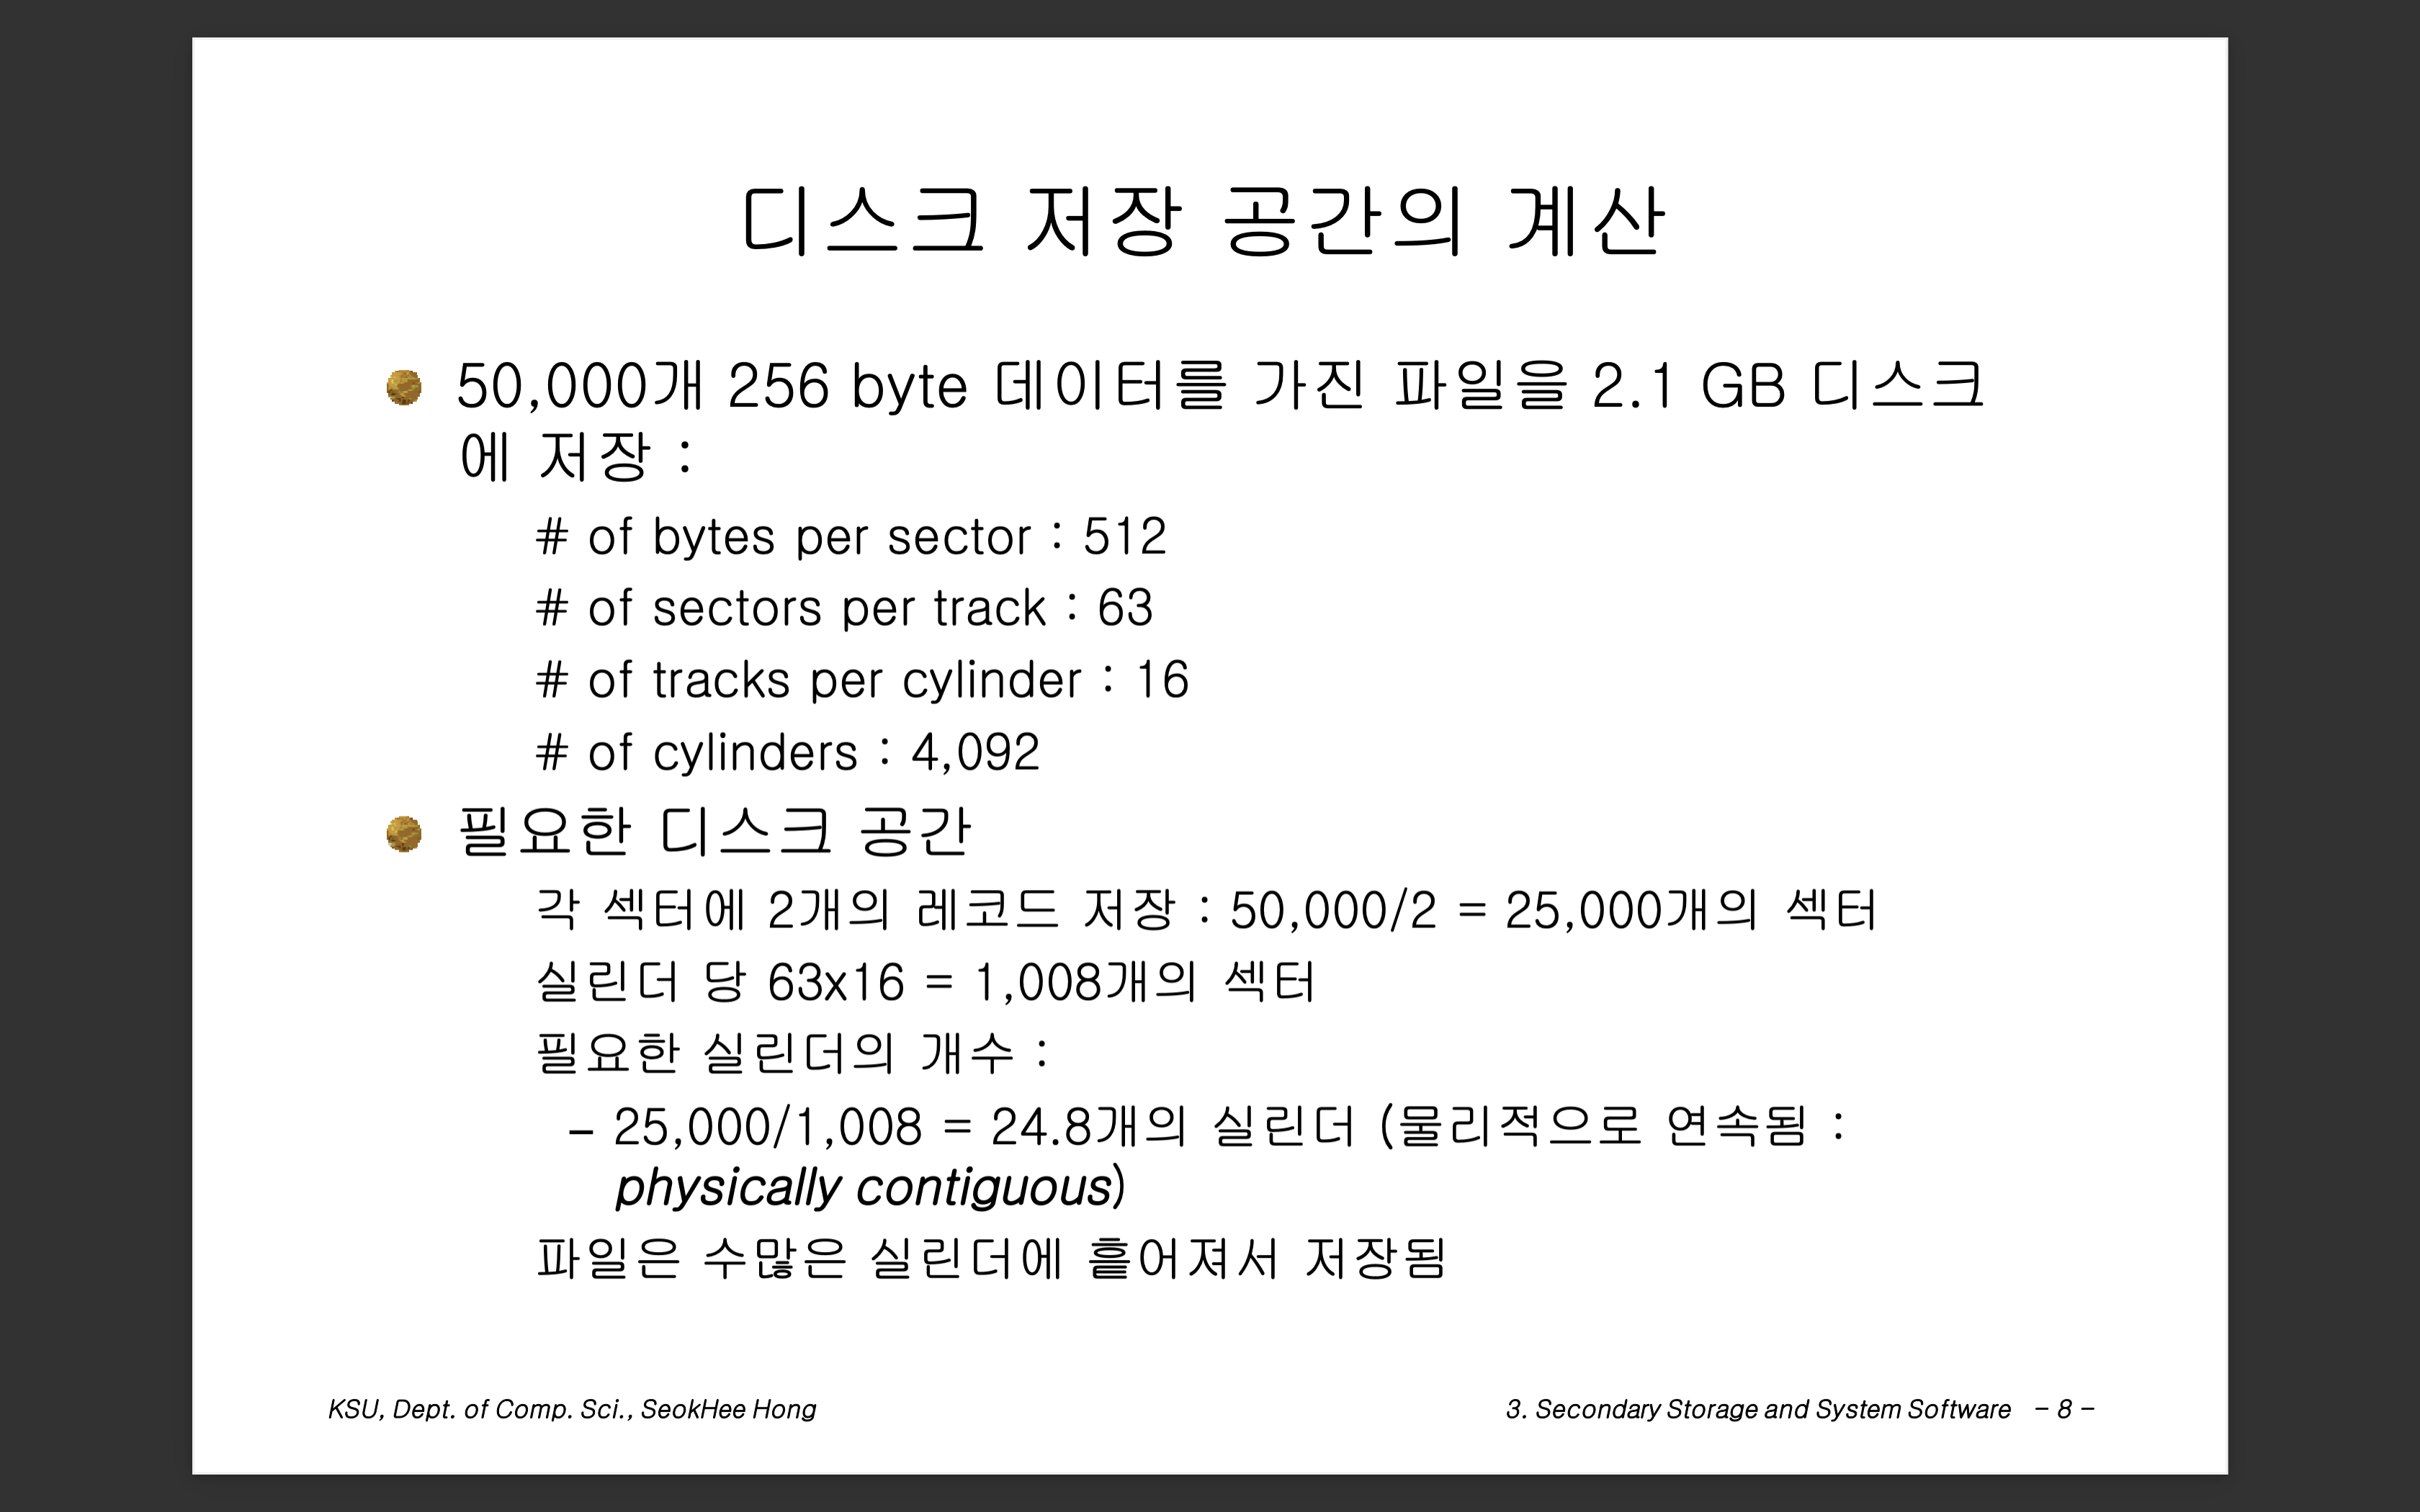 디스크 저장 공간의 계산
50,000개 256 byte 데이터를 가진 파일을 2.1 GB 디스크
에 저장 :
# of bytes per sector : 512
# of sectors per track : 63
# of tracks per cylinder : 16
# of cylinders : 4,092
필요한 디스크 공간
각 섹터에 2개의 레코드 저장 : 50,000/2 = 25,000개의 섹터
실린더 당 63x16 = 1,008개의 섹터
필요한 실린더의 개수 :
– 25,000/1,008 = 24.8개의 실린더 (물리적으로 연속됨 :
physically contiguous)
파일은 수많은 실린더에 흩어져서 저장됨
KSU, Dept. of Comp. Sci., SeokHee Hong
3. Secondary Storage and System Software – 8 –